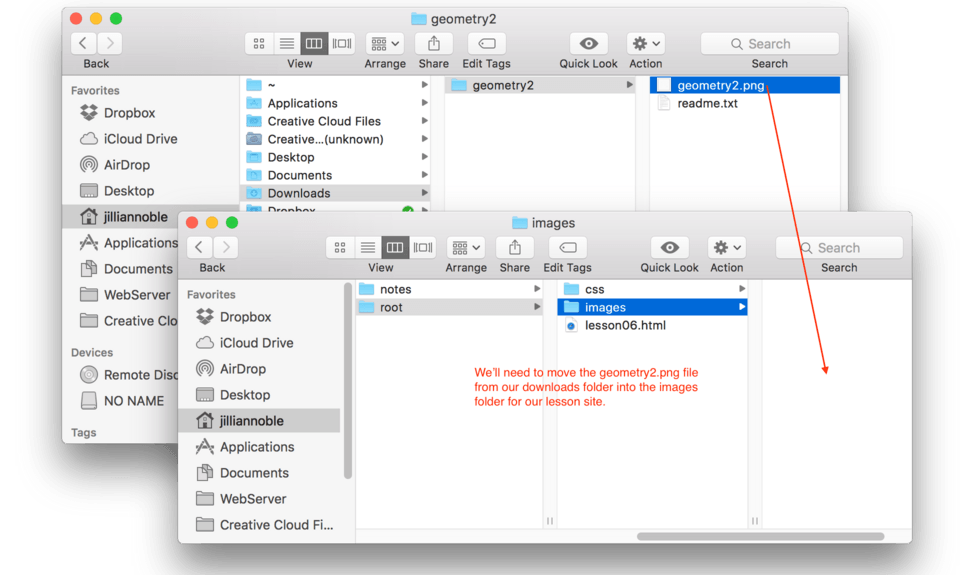 geometry2
Back
View
Arrange
Share
Edit Tags
Quick Look
Action
Search
Search
Favorites
Dropbox
iCloud Drive
AirDrop
Desktop
jilliannoble
Applications
Documents
WebServer
Creative Clo
Devices
Remote Disc
NO NAME
Tags
~
Applications
Creative Cloud Files
Creative...(unknown)
Desktop
Documents
Downloads
Dropbox
geometry2
geometry2.png
readme.txt
images
Back
View
Arrange
Share
Edit Tags
Quick Look
Action
Search
Search
Favorites
Dropbox
iCloud Drive
AirDrop
Desktop
jilliannoble
Applications
Documents
WebServer
Creative Cloud Fi...
notes
root
css
images
lesson06.html
We'll need to move the geometry2.png file
from our downloads folder into the images
folder for our lesson site.